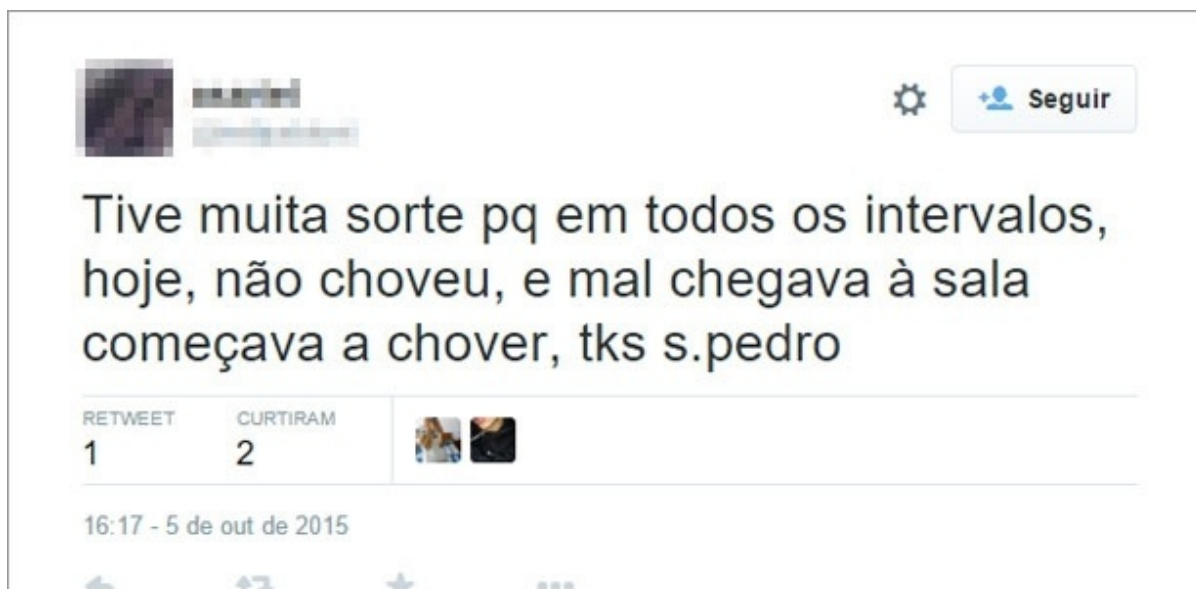 Seguir
Tive muita sorte pq em todos os intervalos,
hoje, não choveu, e mal chegava à sala
começava a chover, tks s.pedro
RETWEET CURTIRAM
1 2
16:17 - 5 de out de 2015